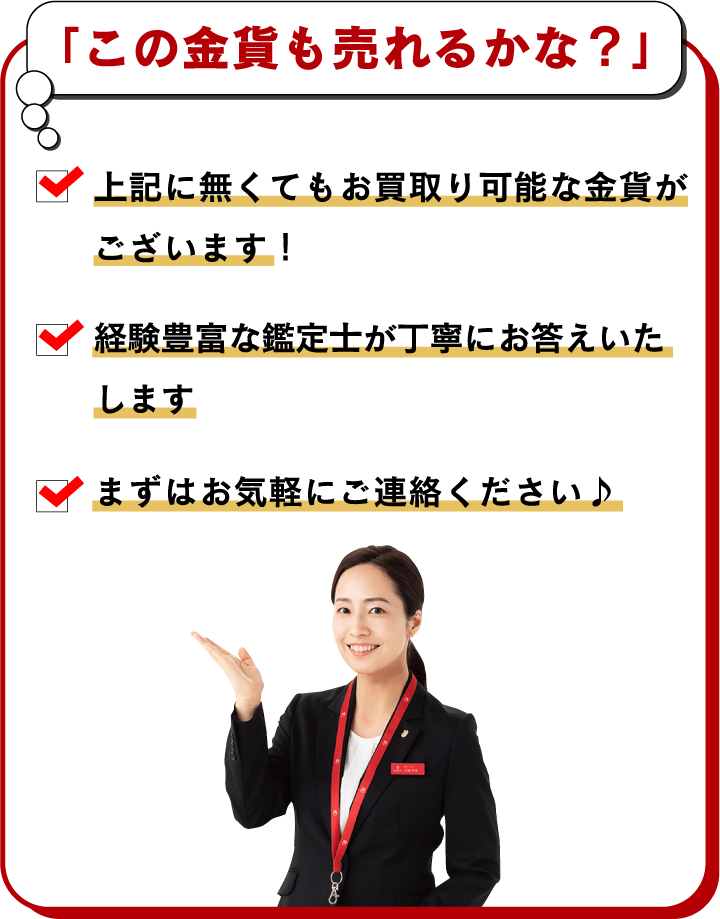 「この金貨も売れるかな？」
上記に無くてもお買取り可能な金貨が
ございます！
経験豊富な鑑定士が丁寧にお答えいた
します
まずはお気軽にご連絡ください♪